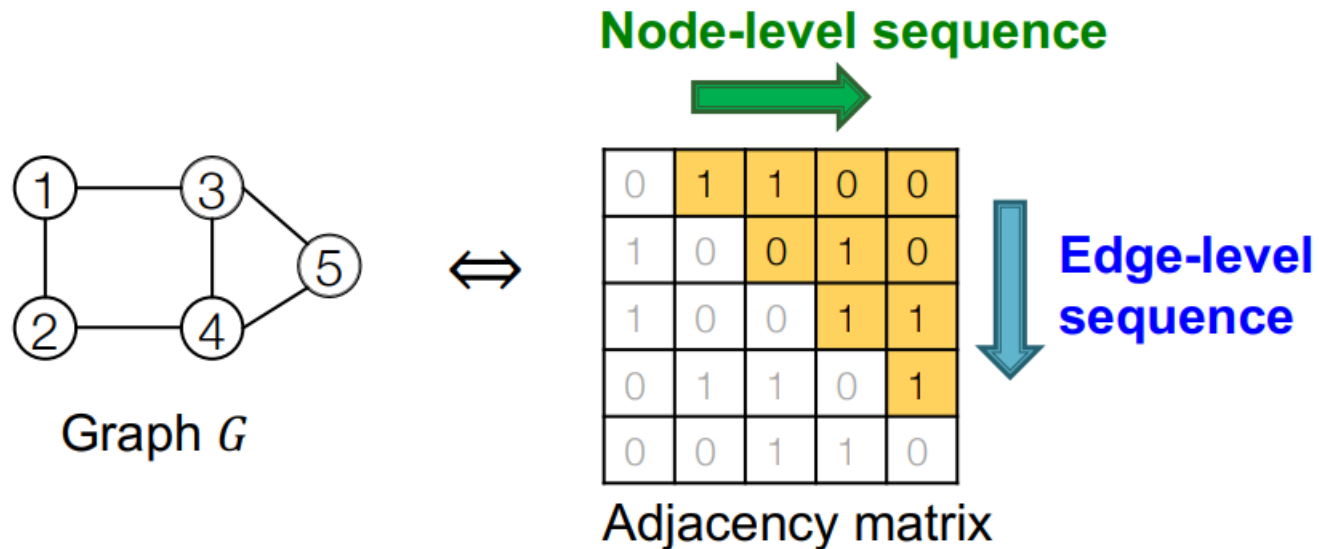 Node-level sequence
1
3
5
2
4
Graph G
⇔
0 1 1 0 0
1 0 0 1 0
1 0 0 1 1
0 1 1 0 1
0 0 1 1 0
Adjacency matrix
Edge-level
sequence